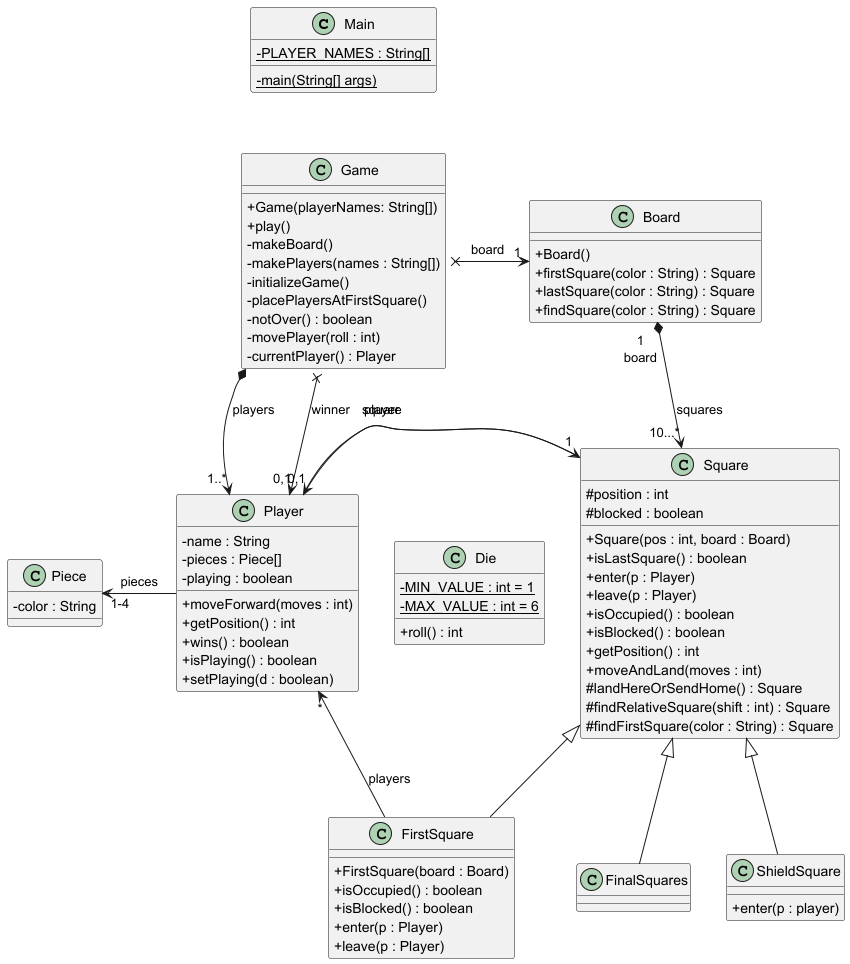 C Main
-PLAYER_NAMES : String[]
-main(String[] args)
C Game
+Game(playerNames: String[])
+play()
-makeBoard()
-makePlayers(names : String[])
-initializeGame()
-placePlayersAtFirstSquare()
-notOver() : boolean
-movePlayer(roll : int)
-currentPlayer() : Player
board
1
C Board
+Board()
+firstSquare(color : String) : Square
+lastSquare(color : String) : Square
+findSquare(color : String) : Square
1
board
players
winner
square
player
squares
1
10...*
1..*
0,1
0,1
C Square
#position : int
#blocked : boolean
+Square(pos : int, board : Board)
+isLastSquare() : boolean
+enter(p : Player)
+leave(p : Player)
+isOccupied() : boolean
+isBlocked() : boolean
+getPosition() : int
+moveAndLand(moves : int)
#landHereOrSendHome() : Square
#findRelativeSquare(shift : int) : Square
#findFirstSquare(color : String) : Square
C Player
-name : String
-pieces : Piece[]
-playing : boolean
+moveForward(moves : int)
+getPosition() : int
+wins() : boolean
+isPlaying() : boolean
+setPlaying(d : boolean)
C Die
-MIN_VALUE : int = 1
-MAX_VALUE : int = 6
+roll() : int
C Piece
-color : String
pieces
1-4
*
players
C FirstSquare
+FirstSquare(board : Board)
+isOccupied() : boolean
+isBlocked() : boolean
+enter(p : Player)
+leave(p : Player)
C FinalSquares
C ShieldSquare
+enter(p : player)